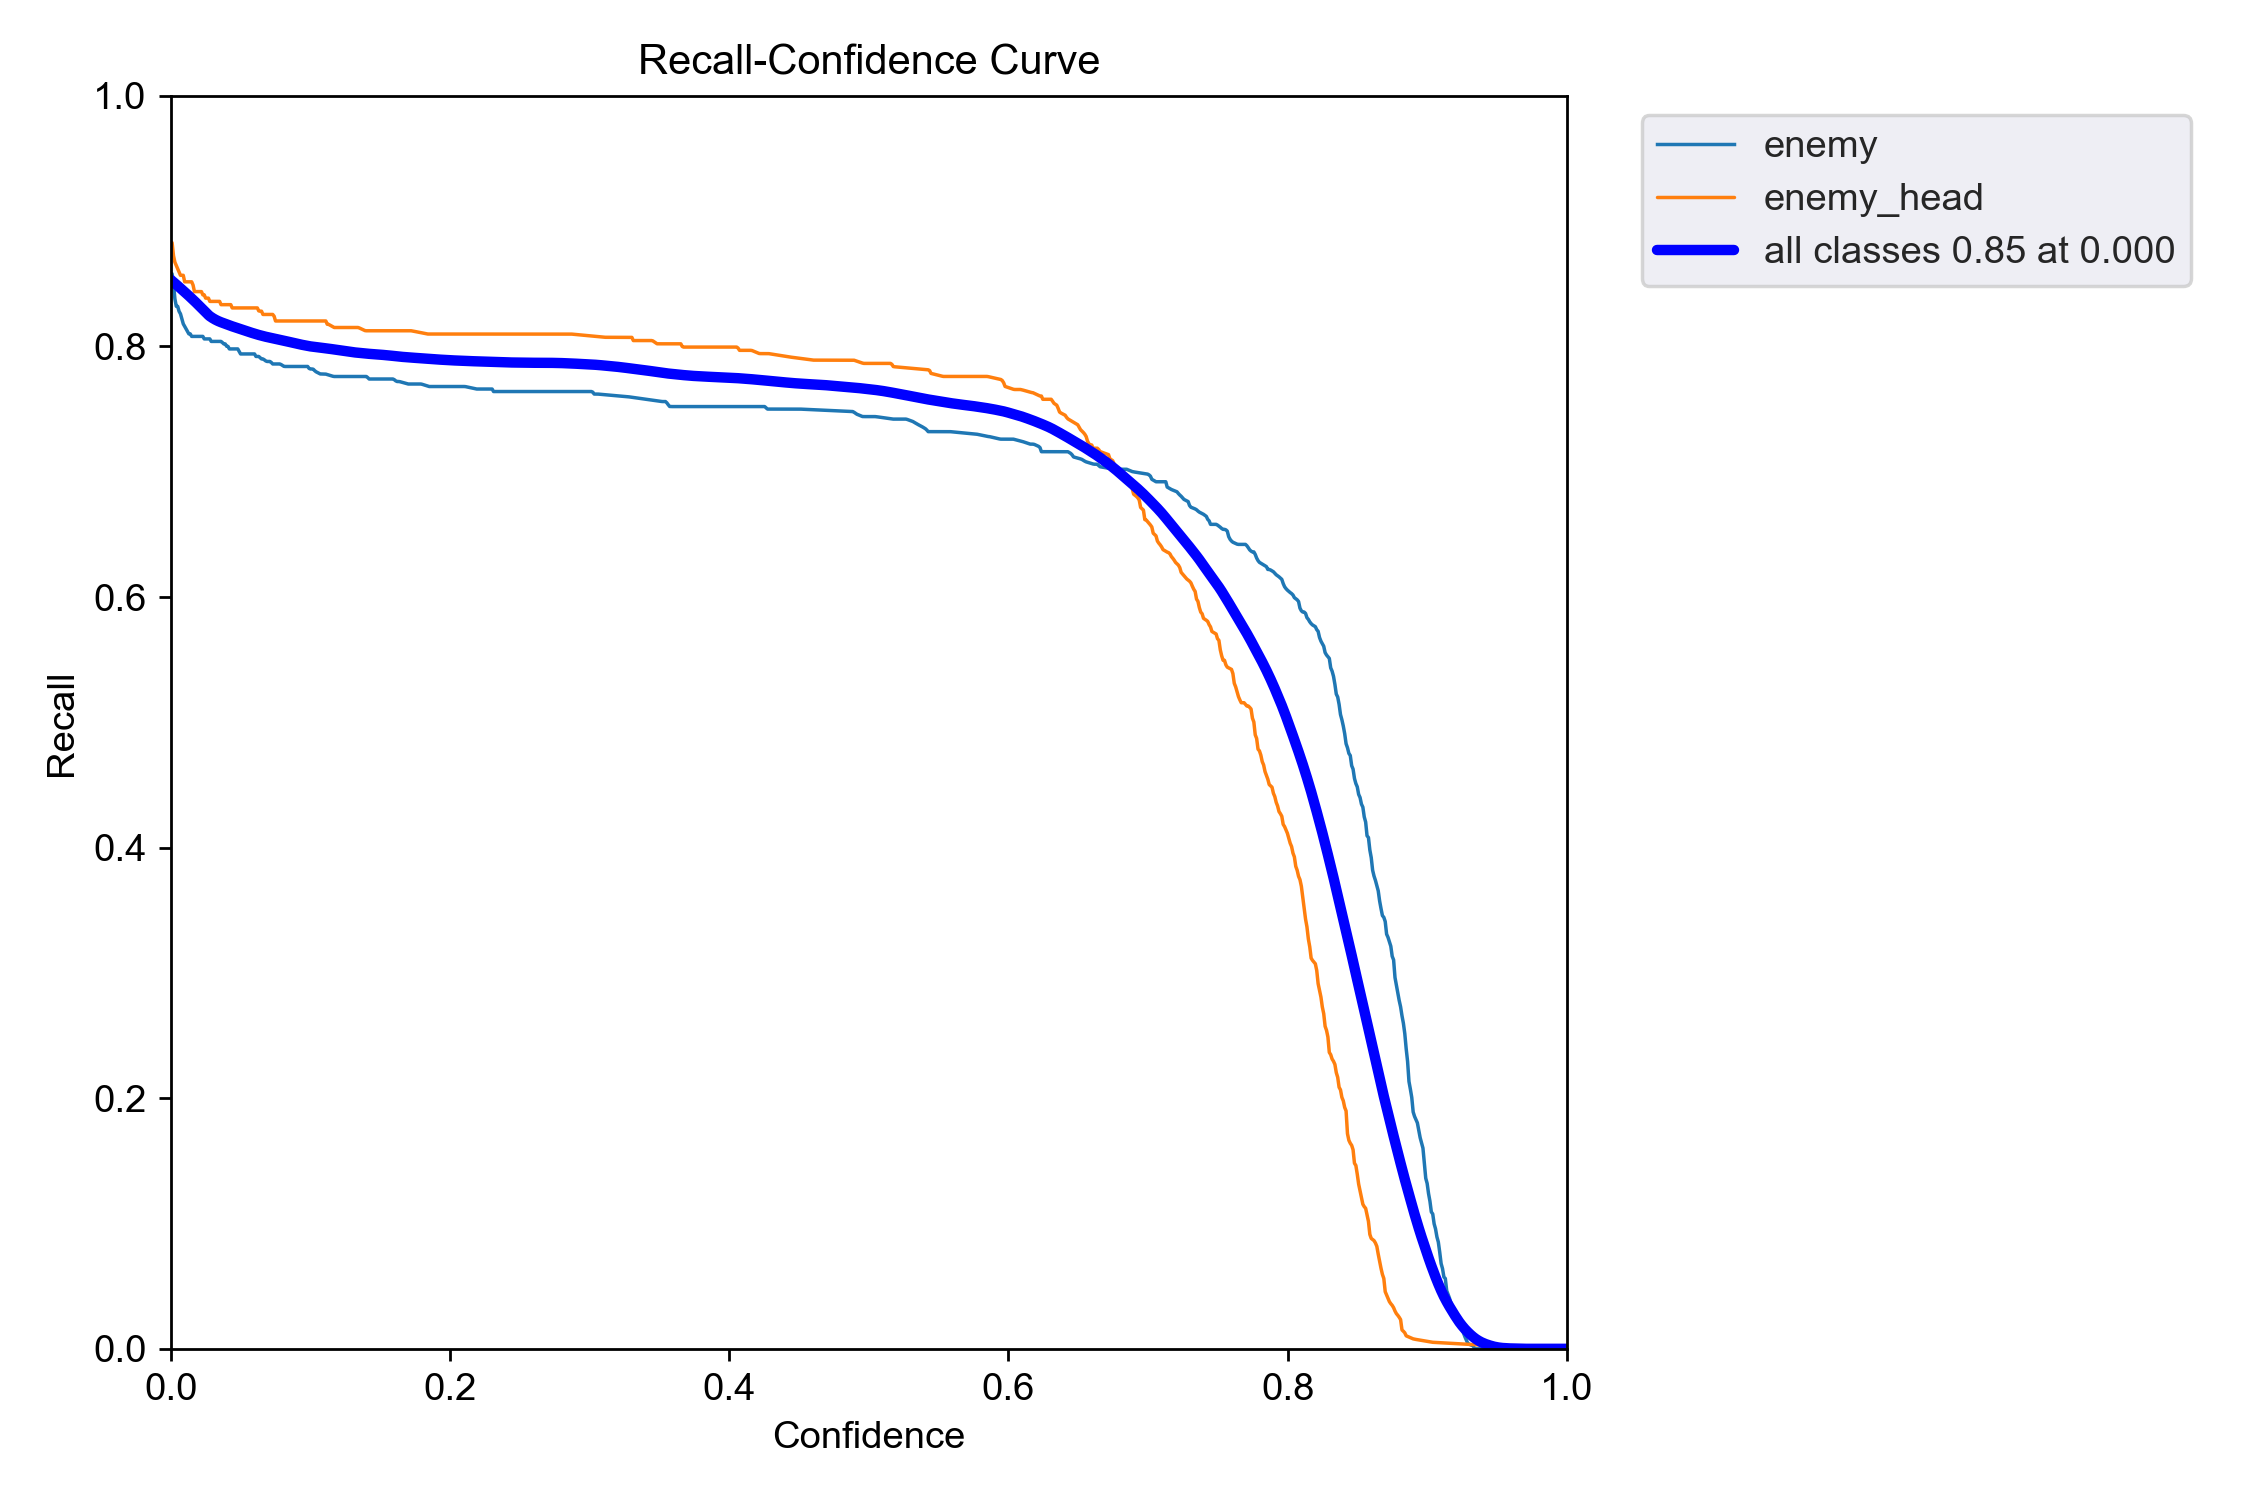 Recall-Confidence Curve
1.0
0.8
0.6
0.4
0.2
0.0
Recall
0.0 0.2 0.4 0.6 0.8 1.0
Confidence
enemy
enemy_head
all classes 0.85 at 0.000